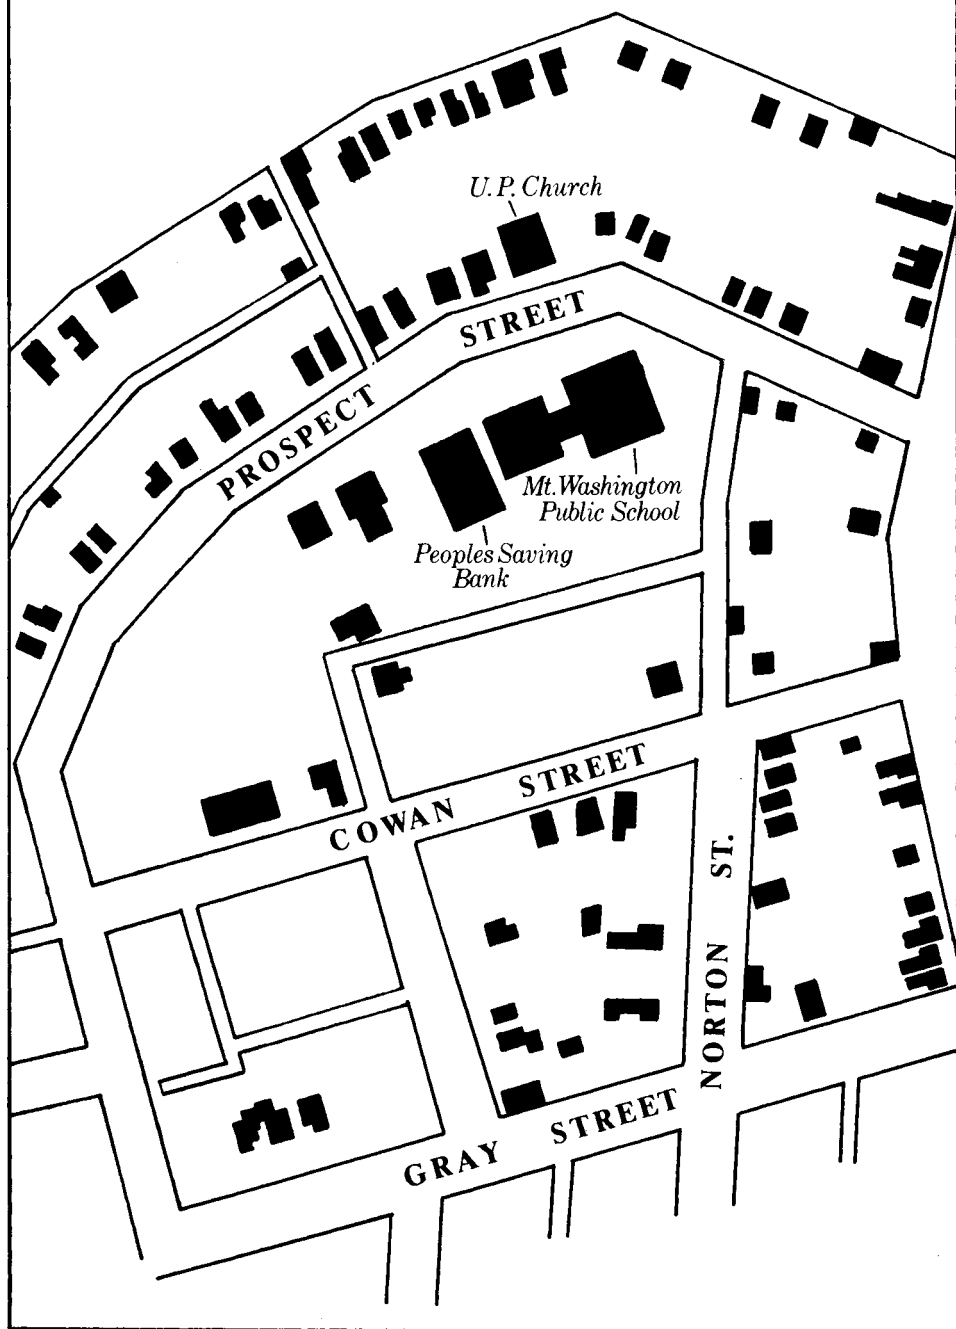 U. P. Church
PROSPECT STREET
Mt. Washington
Public School
Peoples Saving
Bank
COWAN STREET
NORTON ST.
GRAY STREET